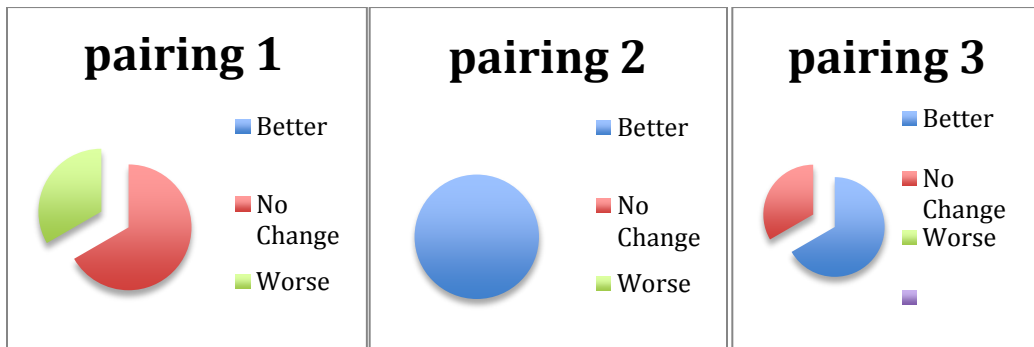 pairing 1
Better
No
Change
Worse
pairing 2
Better
No
Change
Worse
pairing 3
Better
No
Change
Worse